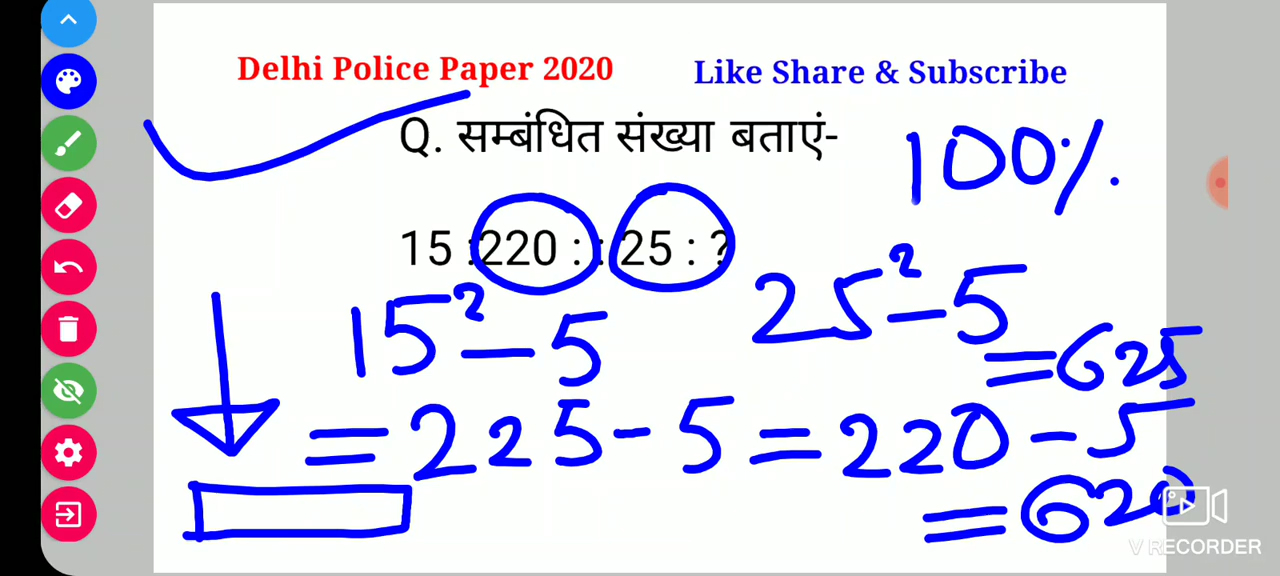 Delhi Police Paper 2020 Like Share & Subscribe
Q. सम्बंधित संख्या बताएं-
100%.
15 : 220 : : 25 : ?
15² – 5
25² – 5
= 625
= 225 - 5 = 220
- 5
= 620
V RECORDER